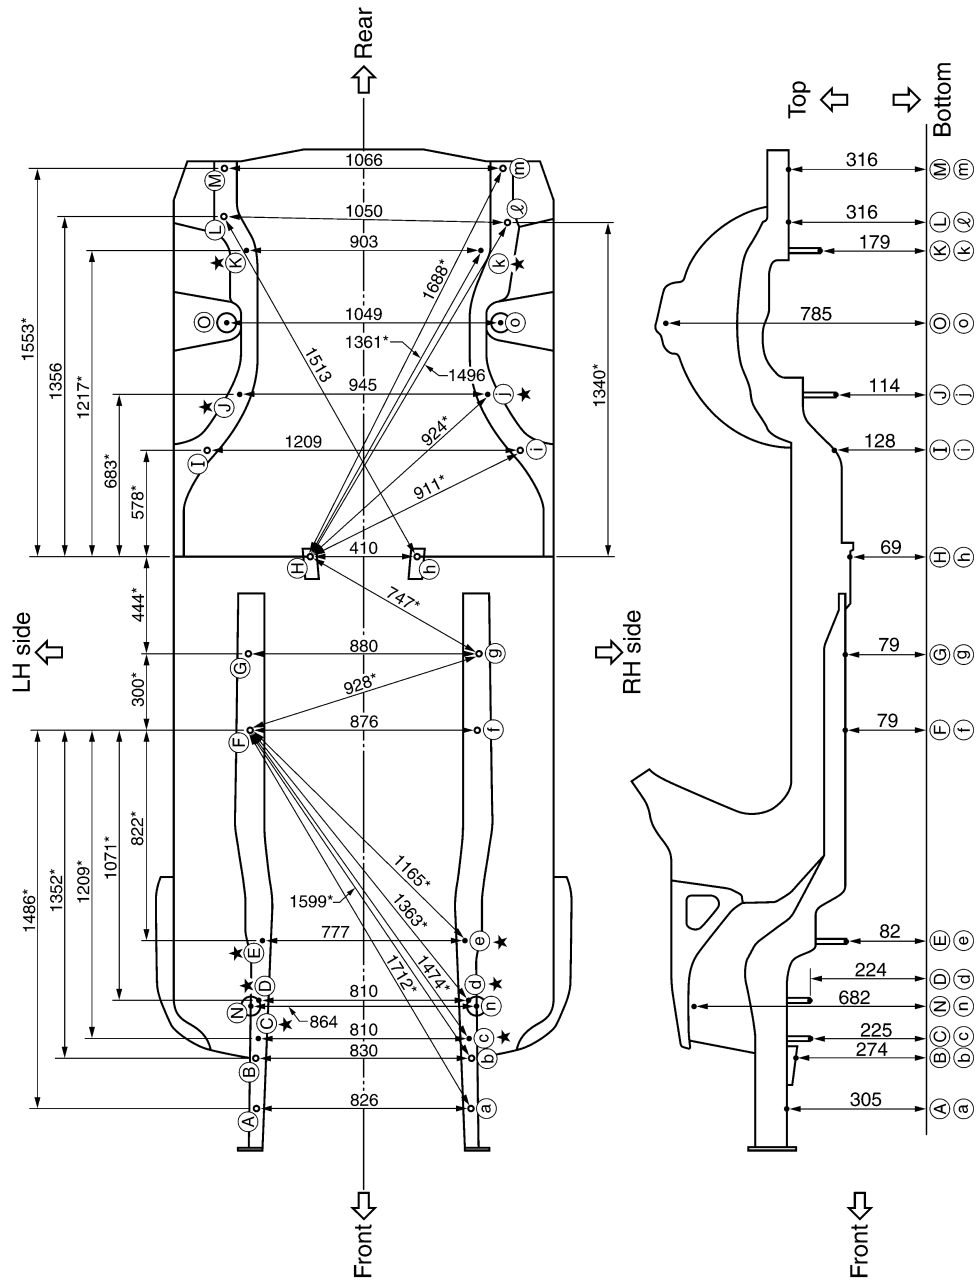 Rear
Top
Bottom
1066
M
m
316
M m
1050
L
ℓ
316
L ℓ
903
★ K
k ★
179
K k
1688*
1553*
1356
1217*
O
1049
o
785
O o
1361*
1496
1513
1340*
★ J
945
j ★
114
J j
683*
924*
I
1209
i
128
I i
578*
911*
H
410
h
69
H h
444*
747*
LH side
RH side
G
880
g
79
G g
300*
928*
F
876
f
79
F f
822*
1071*
1209*
1352*
1486*
1165*
1363*
1599*
★ E
777
e ★
82
E e
1474*
1712*
★ D
d ★
224
D d
N
810
n
682
N n
864
C ★
810
c ★
225
C c
B
830
b
274
B b
A
826
a
305
A a
Front
Front